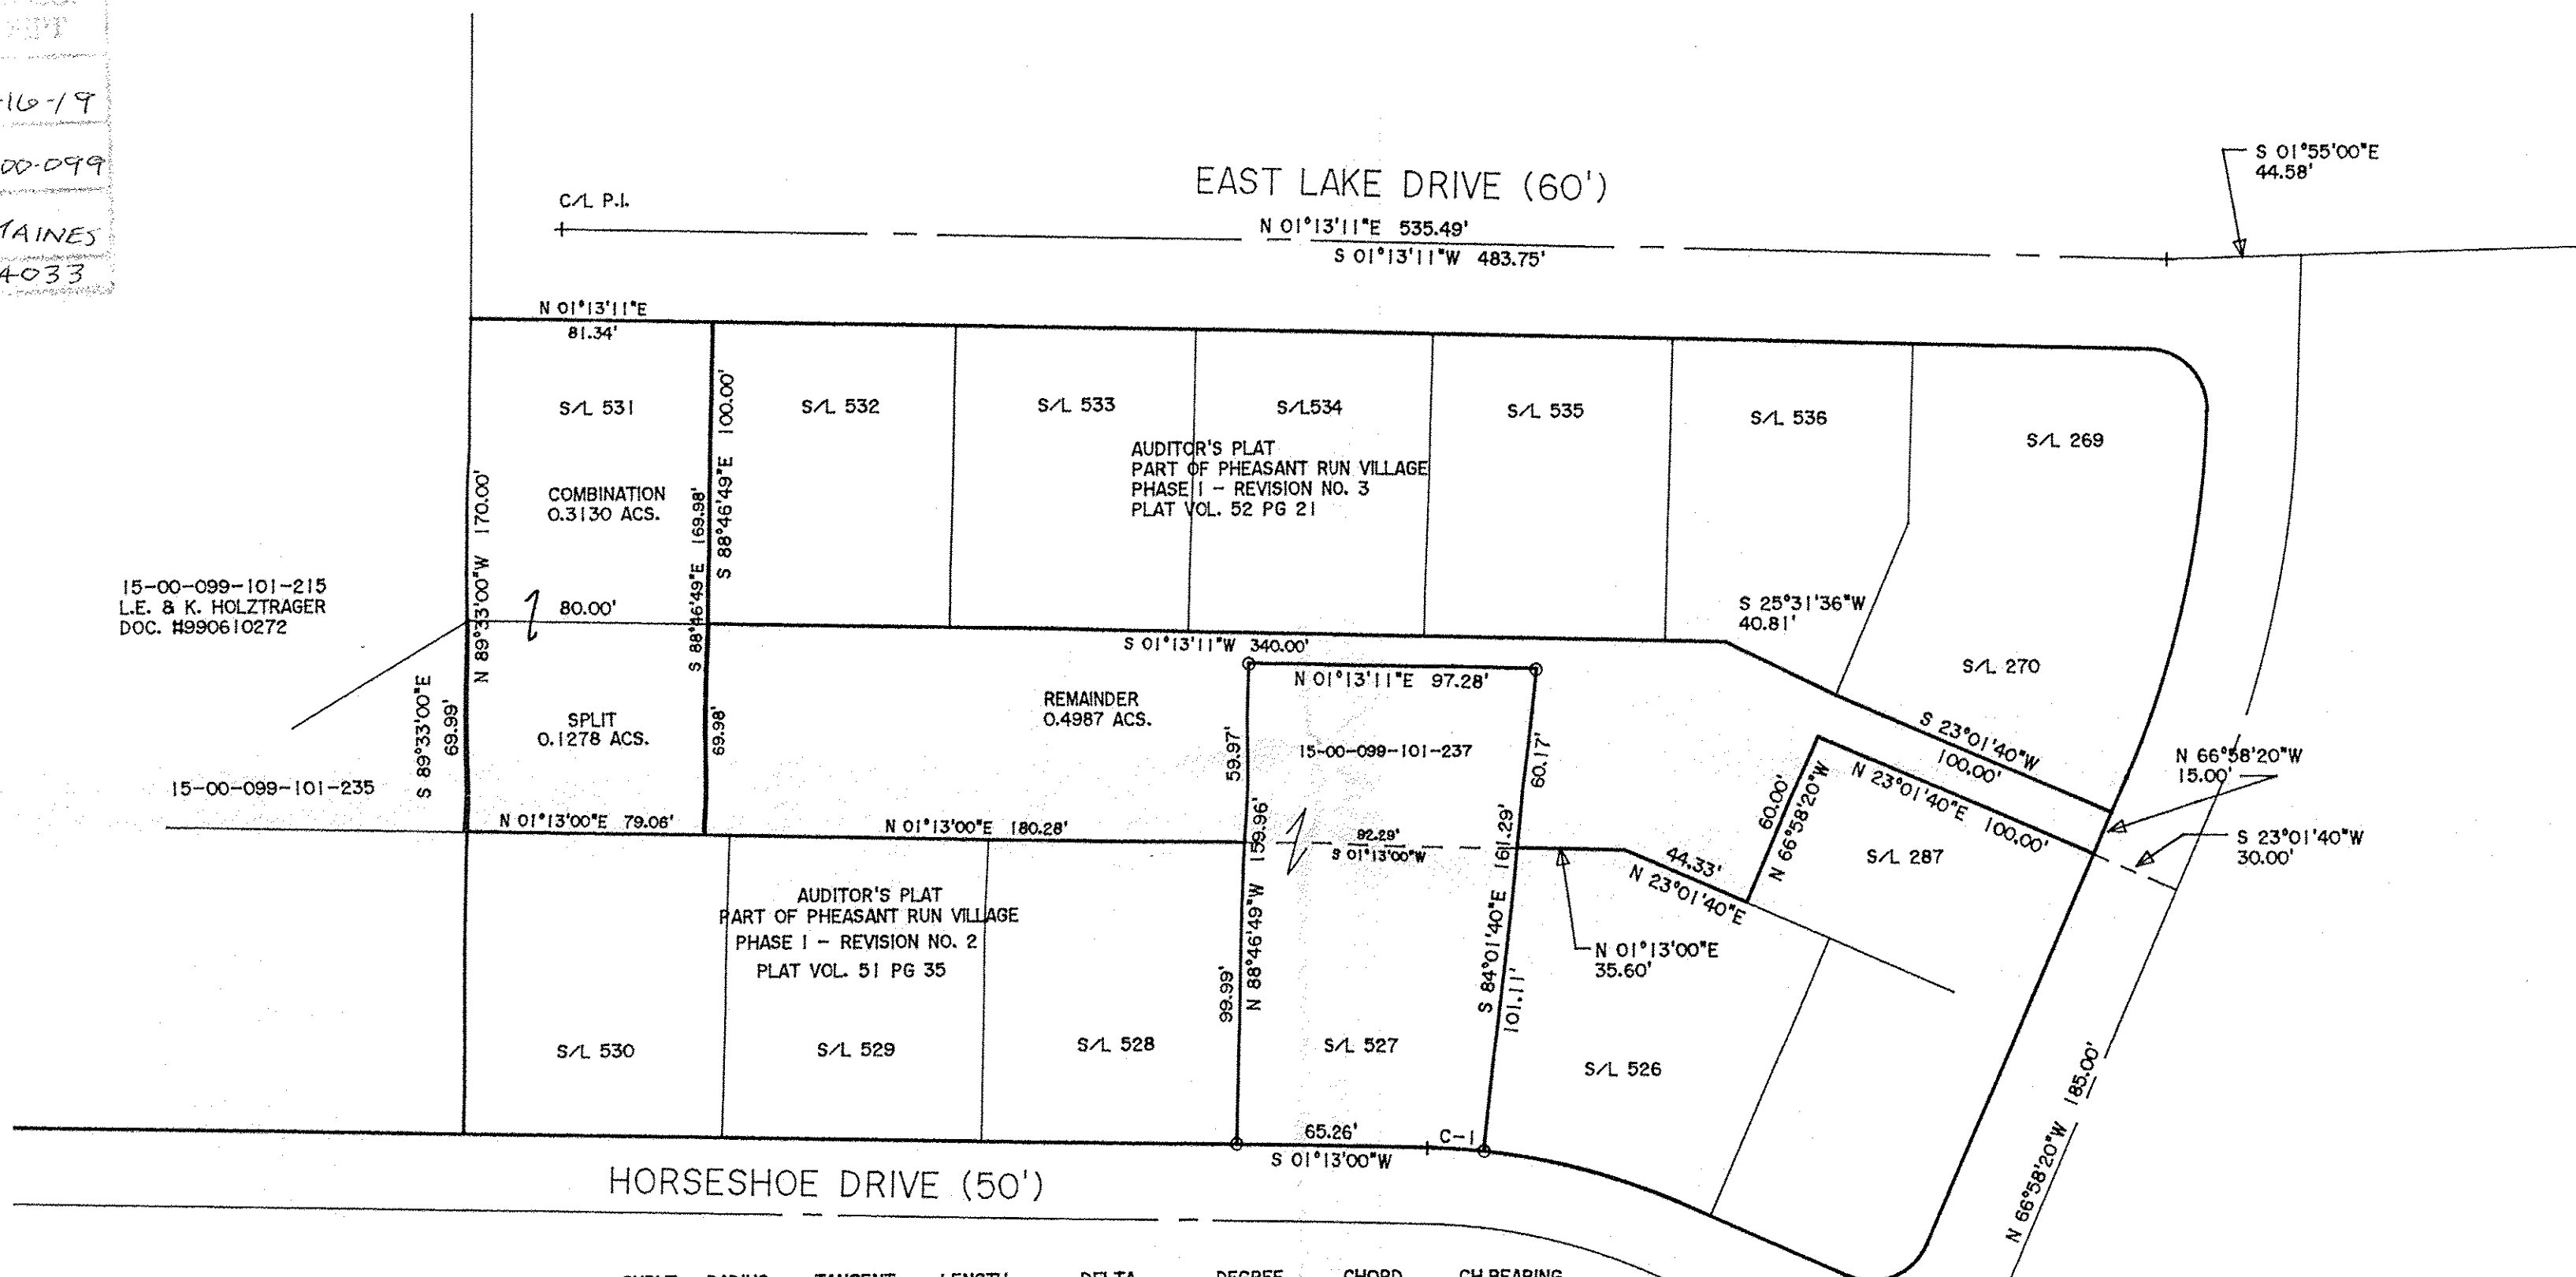 -16-19
00-099
MAINES
4033
EAST LAKE DRIVE (60')
C/L P.I.
N 01°13'11"E 535.49'
S 01°13'11"W 483.75'
S 01°55'00"E
44.58'
N 01°13'11"E
81.34'
S/L 531
S/L 532
S/L 533
S/L534
S/L 535
S/L 536
S/L 269
S 88°46'49"E 100.00'
AUDITOR'S PLAT
PART OF PHEASANT RUN VILLAGE
PHASE 1 - REVISION NO. 3
PLAT VOL. 52 PG 21
COMBINATION
0.3130 ACS.
N 89°33'00"W 170.00'
S 88°46'49"E 169.98'
15-00-099-101-215
L.E. & K. HOLZTRAGER
DOC. #990610272
80.00'
S 25°31'36"W
40.81'
S 01°13'11"W 340.00'
S/L 270
N 01°13'11"E 97.28'
REMAINDER
0.4987 ACS.
S 89°33'00"E
69.99'
SPLIT
0.1278 ACS.
69.98'
59.97'
15-00-099-101-237
60.17'
S 23°01'40"W
100.00'
N 66°58'20"W
15.00'
15-00-099-101-235
N 01°13'00"E 79.06'
N 01°13'00"E 180.28'
N 88°46'49"W 159.96'
92.29'
S 01°13'00"W
S 84°01'40"E 161.29'
60.00'
N 66°58'20"W
N 23°01'40"E 100.00'
S/L 287
S 23°01'40"W
30.00'
44.33'
N 23°01'40"E
AUDITOR'S PLAT
PART OF PHEASANT RUN VILLAGE
PHASE 1 - REVISION NO. 2
PLAT VOL. 51 PG 35
N 01°13'00"E
35.60'
99.99'
101.11'
S/L 530
S/L 529
S/L 528
S/L 527
S/L 526
N 66°58'20"W 185.00'
65.26'
C-1
S 01°13'00"W
HORSESHOE DRIVE (50')
RADIUS TANGENT LENGTH DELTA DEGREE CHORD CH.BEARING